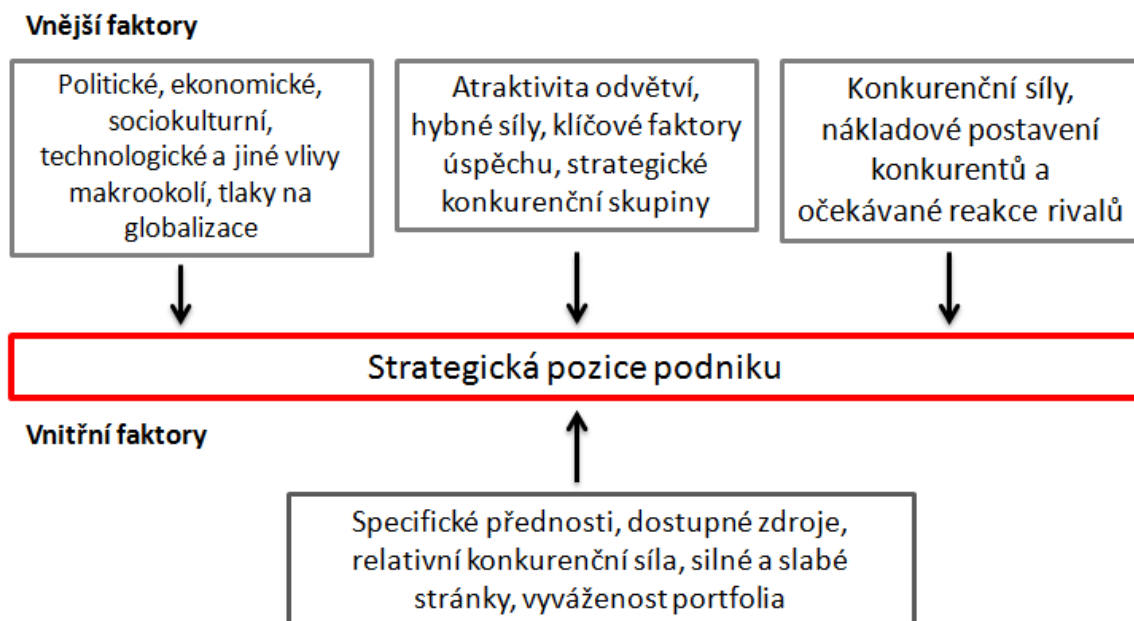 Vnější faktory
Politické, ekonomické,
sociokulturní,
technologické a jiné vlivy
makrookolí, tlaky na
globalizace
Atraktivita odvětví,
hybné síly, klíčové faktory
úspěchu, strategické
konkurenční skupiny
Konkurenční síly,
nákladové postavení
konkurentů a
očekávané reakce rivalů
Strategická pozice podniku
Vnitřní faktory
Specifické přednosti, dostupné zdroje,
relativní konkurenční síla, silné a slabé
stránky, vyváženost portfolia